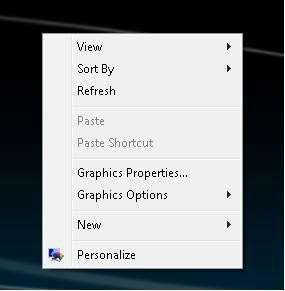 View
Sort By
Refresh
Paste
Paste Shortcut
Graphics Properties...
Graphics Options
New
Personalize